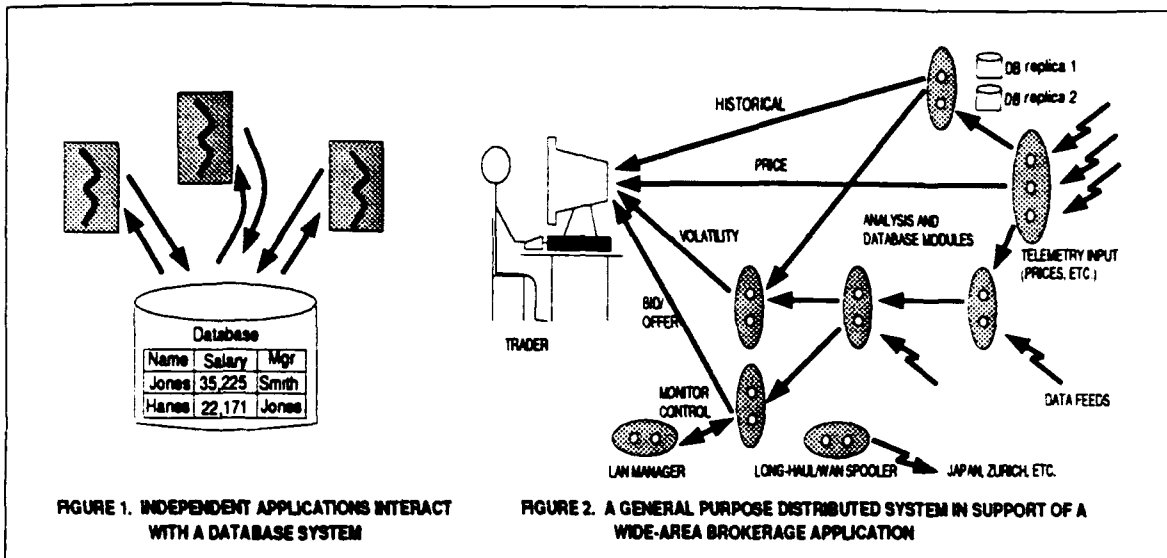 Database
Name Salary Mgr
Jones 35,225 Smith
Hanes 22,171 Jones
FIGURE 1. INDEPENDENT APPLICATIONS INTERACT
WITH A DATABASE SYSTEM
DB replica 1
DB replica 2
HISTORICAL
PRICE
VOLATILITY
ANALYSIS AND
DATABASE MODULES
TELEMETRY INPUT
(PRICES, ETC.)
BID/
OFFER
TRADER
MONITOR
CONTROL
DATA FEEDS
LAN MANAGER
LONG-HAUL/WAN SPOOLER
JAPAN, ZURICH, ETC.
FIGURE 2. A GENERAL PURPOSE DISTRIBUTED SYSTEM IN SUPPORT OF A
WIDE-AREA BROKERAGE APPLICATION